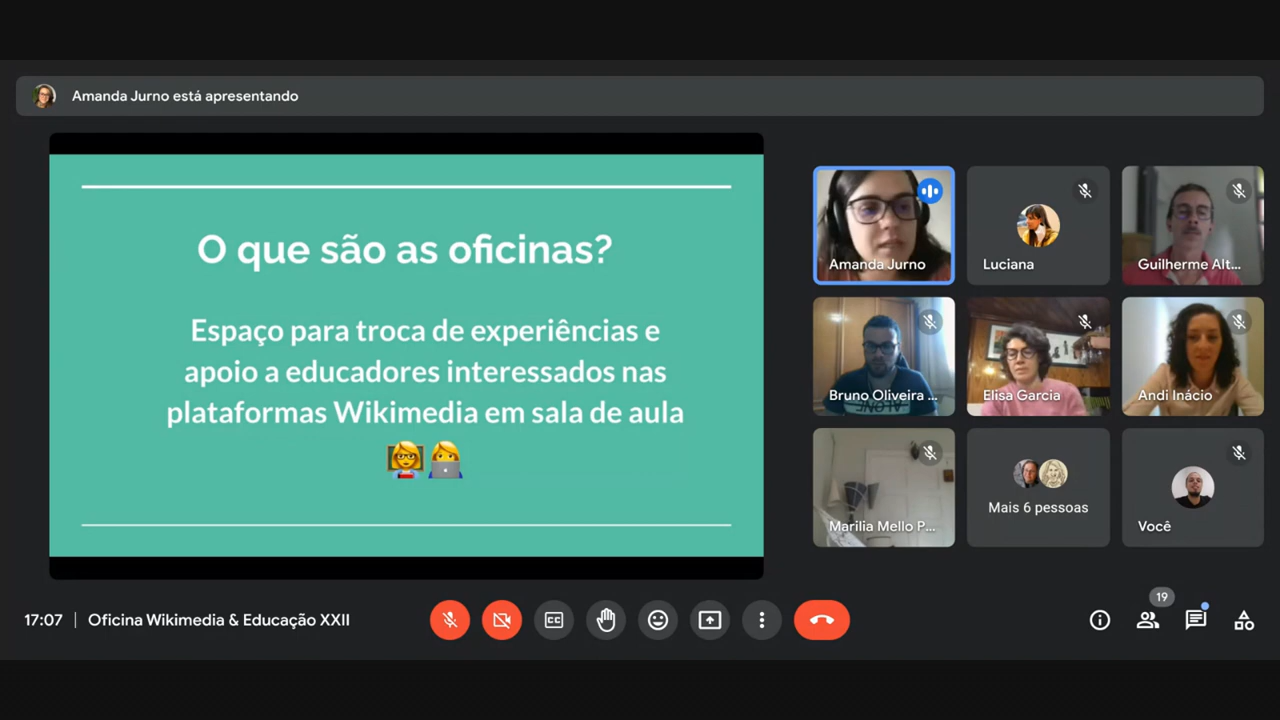 Amanda Jurno está apresentando
O que são as oficinas?
Espaço para troca de experiências e
apoio a educadores interessados nas
plataformas Wikimedia em sala de aula
Amanda Jurno
Luciana
Guilherme Alt...
Bruno Oliveira ...
Elisa Garcia
Andi Inácio
Marilia Mello P...
Mais 6 pessoas
Você
17:07 | Oficina Wikimedia & Educação XXII
CC
19